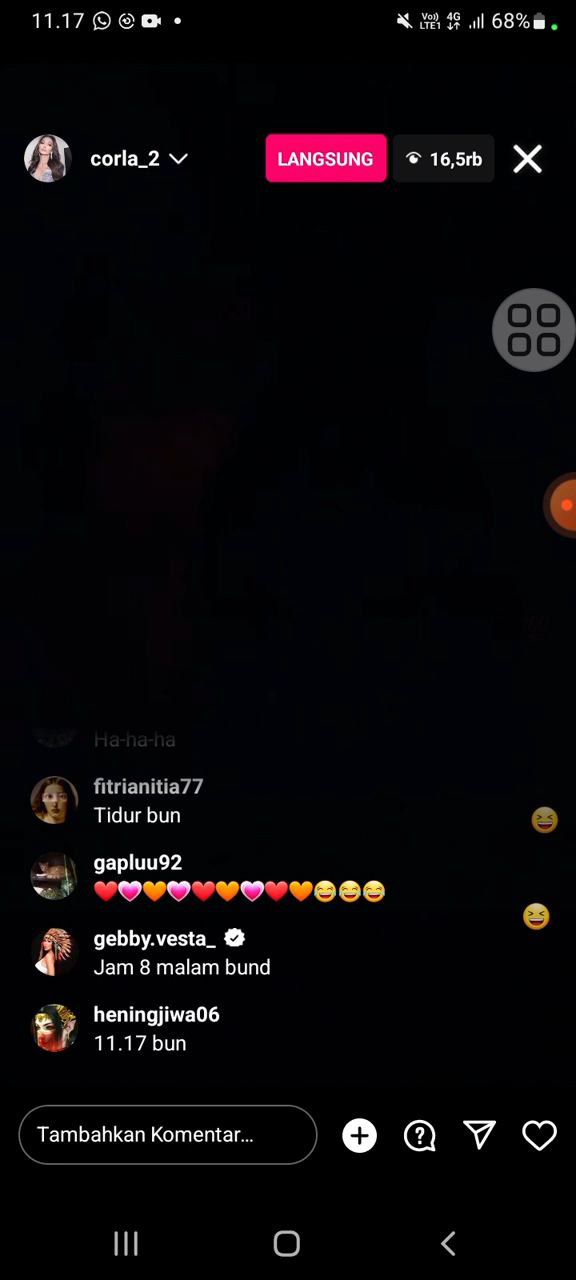 11.17
Vo))
LTE1
4G
68%
corla_2
LANGSUNG
16,5rb
Ha-ha-ha
fitrianitia77
Tidur bun
gapluu92
❤️💗🧡💗❤️🧡💗❤️🧡😂😂😂
gebby.vesta_
Jam 8 malam bund
heningjiwa06
11.17 bun
Tambahkan Komentar...